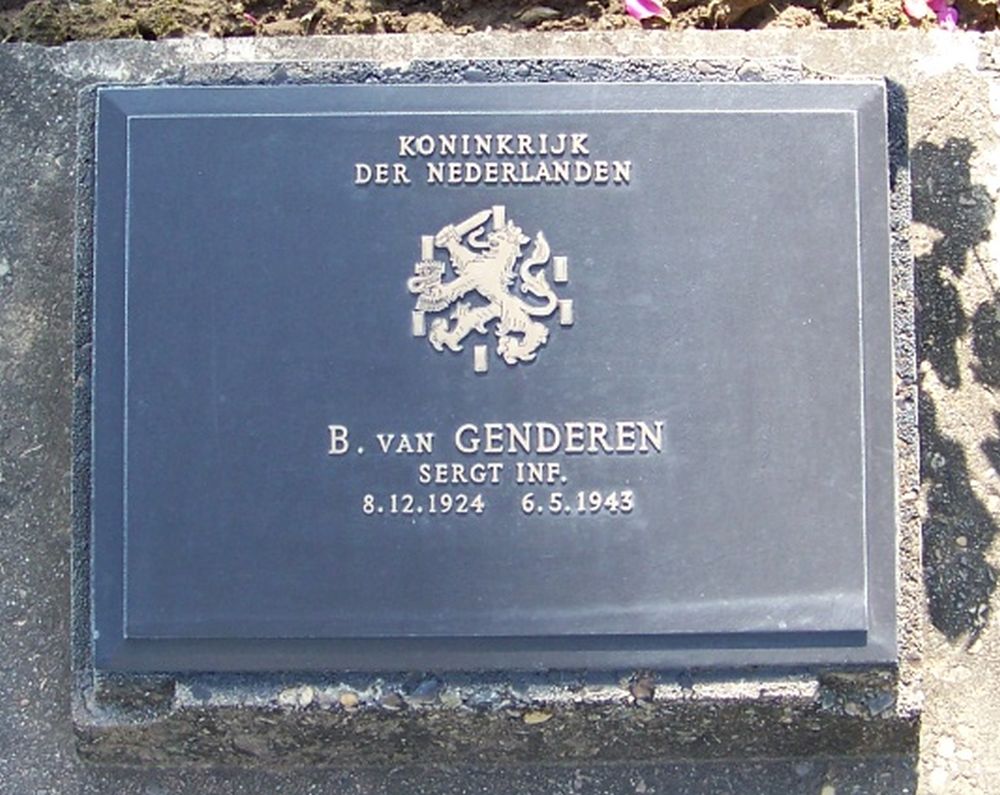 KONINKRIJK
DER NEDERLANDEN
B. VAN GENDEREN
SERGT INF.
8.12.1924 6.5.1943